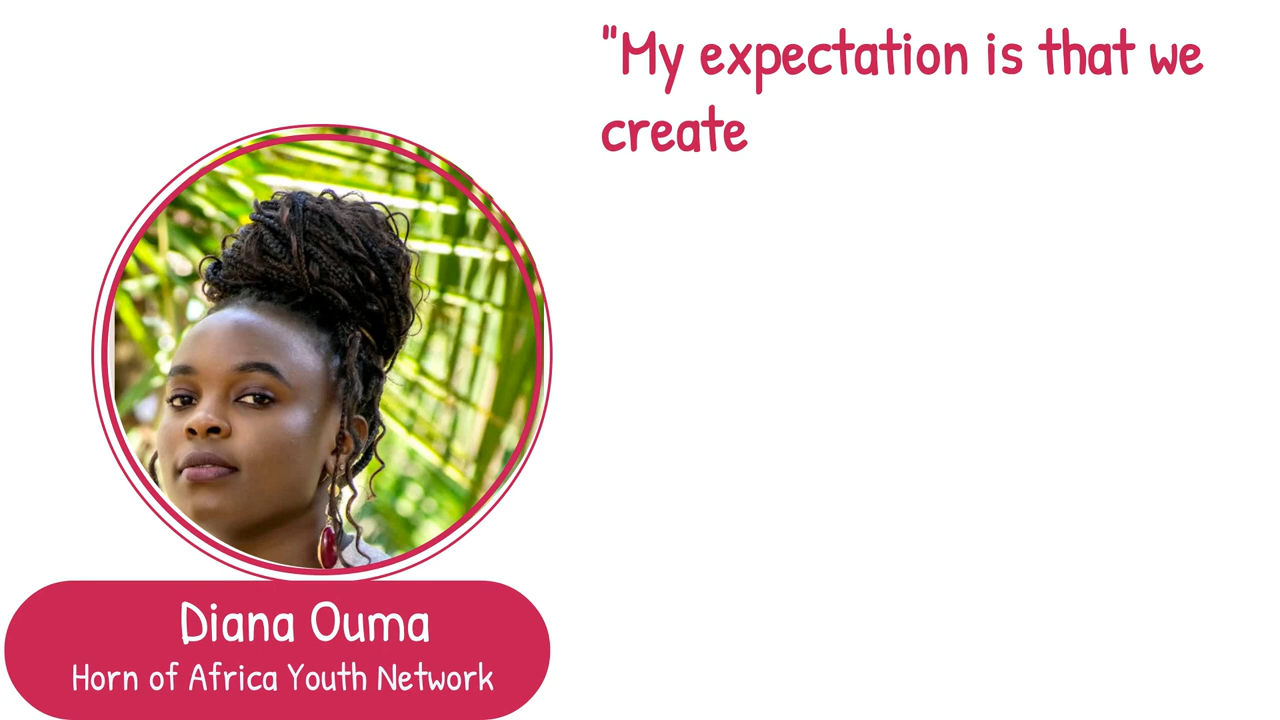 "My expectation is that we
create
Diana Ouma
Horn of Africa Youth Network